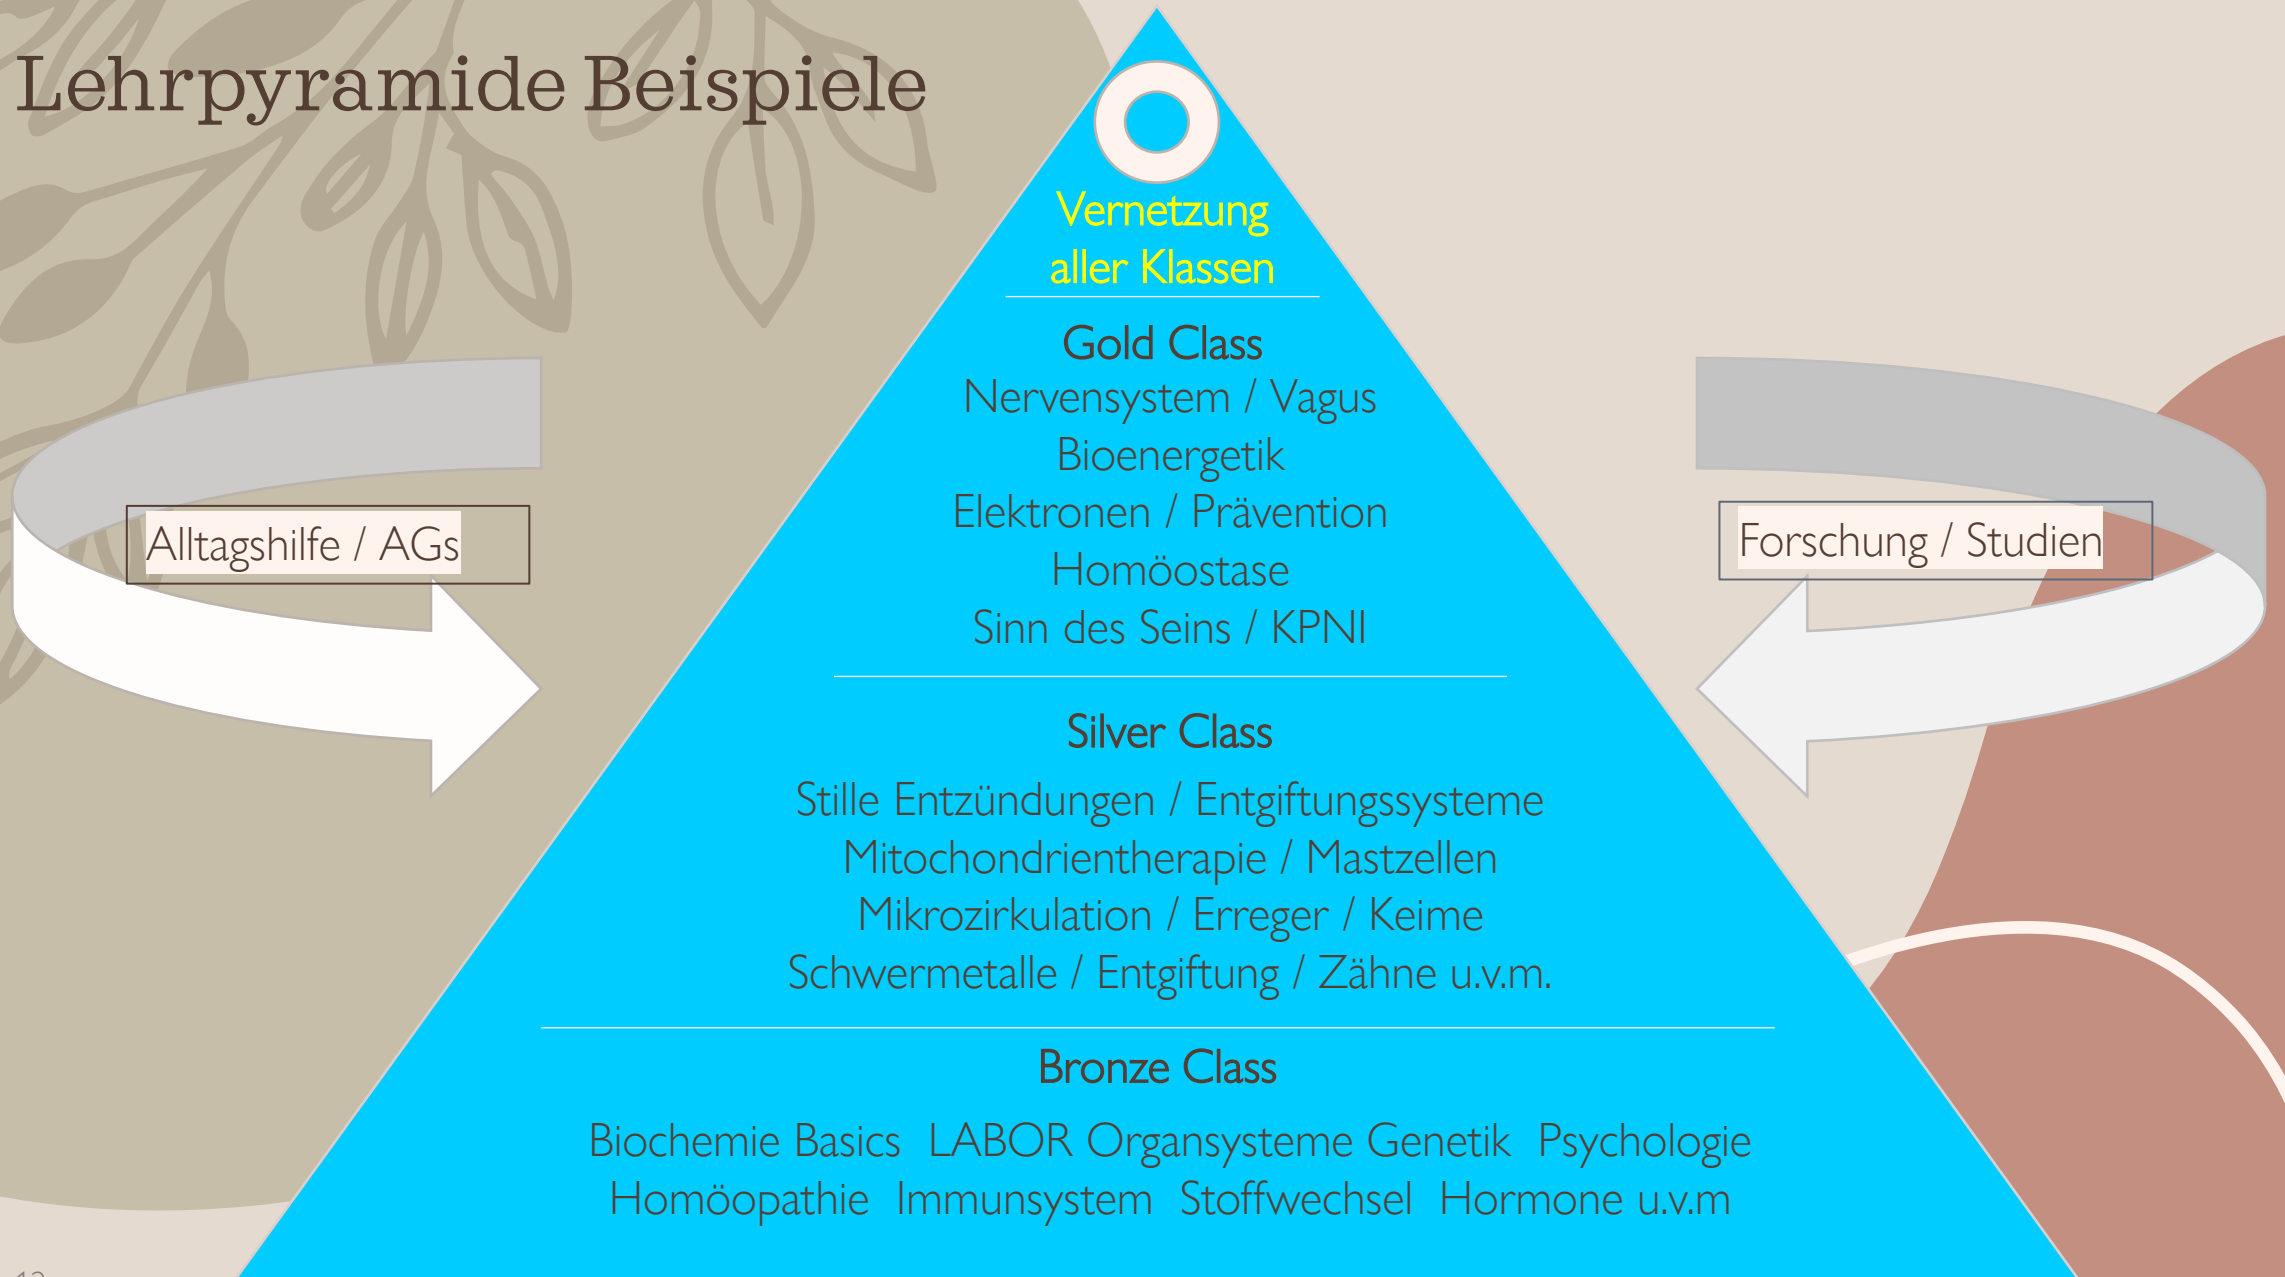 Lehrpyramide Beispiele
Vernetzung
aller Klassen
Gold Class
Nervensystem / Vagus
Bioenergetik
Elektronen / Prävention
Homöostase
Sinn des Seins / KPNI
Alltagshilfe / AGs
Forschung / Studien
Silver Class
Stille Entzündungen / Entgiftungssysteme
Mitochondrientherapie / Mastzellen
Mikrozirkulation / Erreger / Keime
Schwermetalle / Entgiftung / Zähne u.v.m.
Bronze Class
Biochemie Basics LABOR Organsysteme Genetik Psychologie
Homöopathie Immunsystem Stoffwechsel Hormone u.v.m